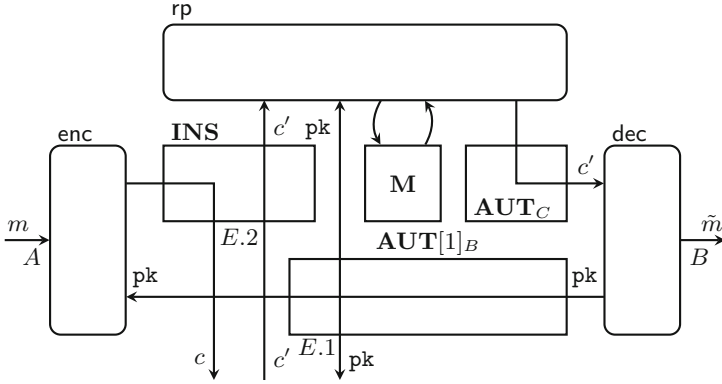 rp
enc
INS
c′
pk
M
AUT_C
c′
dec
m
A
E.2
AUT[1]_B
m̃
B
pk
pk
E.1
c
c′
pk